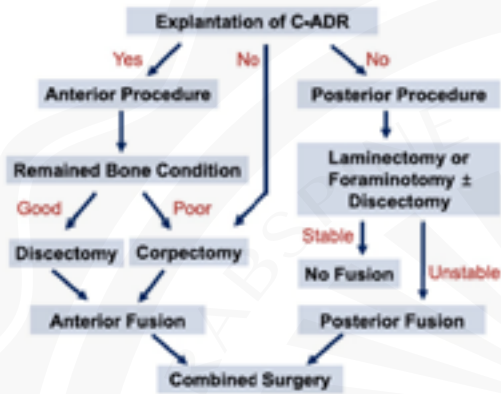 Explantation of C-ADR
Yes
No
No
Anterior Procedure
Posterior Procedure
Remained Bone Condition
Laminectomy or
Foraminotomy ±
Discectomy
Good
Poor
Stable
Unstable
Discectomy
Corpectomy
No Fusion
Anterior Fusion
Posterior Fusion
Combined Surgery